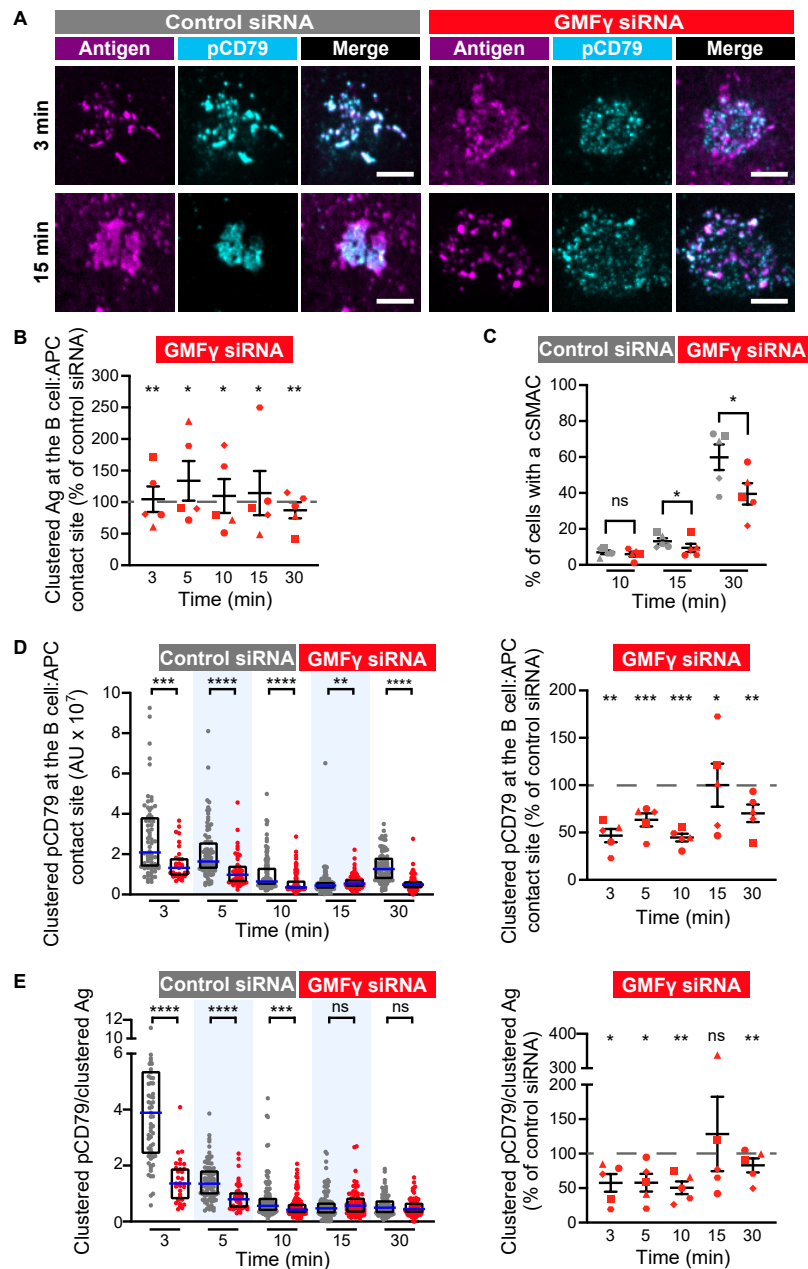 A
Control siRNA
GMFγ siRNA
Antigen
pCD79
Merge
Antigen
pCD79
Merge
3 min
15 min
B
GMFγ siRNA
Clustered Ag at the B cell:APC
contact site (% of control siRNA)
300
250
200
150
100
50
0
** * * * **
3 5 10 15 30
Time (min)
C
Control siRNA
GMFγ siRNA
% of cells with a cSMAC
100
80
60
40
20
0
ns * *
10 15 30
Time (min)
D
Control siRNA
GMFγ siRNA
Clustered pCD79 at the B cell:APC
contact site (AU x 10⁷)
10
8
6
4
2
0
*** **** **** ** ****
3 5 10 15 30
Time (min)
GMFγ siRNA
Clustered pCD79 at the B cell:APC
contact site (% of control siRNA)
200
150
100
50
0
** *** *** * **
3 5 10 15 30
Time (min)
E
Control siRNA
GMFγ siRNA
Clustered pCD79/clustered Ag
12
10
6
4
2
0
**** **** *** ns ns
3 5 10 15 30
Time (min)
GMFγ siRNA
Clustered pCD79/clustered Ag
(% of control siRNA)
400
200
150
100
50
0
* * ** ns **
3 5 10 15 30
Time (min)